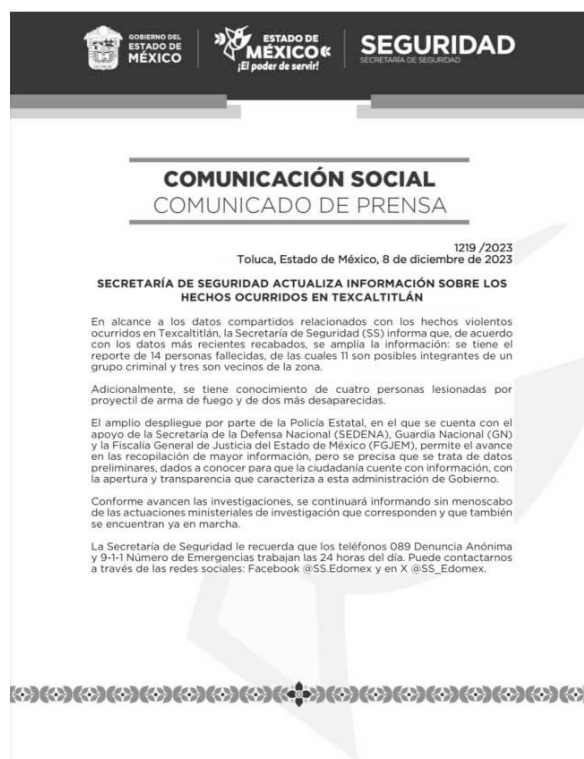 GOBIERNO DEL
ESTADO DE
MÉXICO
ESTADO DE
MÉXICO
¡El poder de servir!
SEGURIDAD
SECRETARÍA DE SEGURIDAD
COMUNICACIÓN SOCIAL
COMUNICADO DE PRENSA
1219 /2023
Toluca, Estado de México, 8 de diciembre de 2023
SECRETARÍA DE SEGURIDAD ACTUALIZA INFORMACIÓN SOBRE LOS
HECHOS OCURRIDOS EN TEXCALTITLÁN
En alcance a los datos compartidos relacionados con los hechos violentos
ocurridos en Texcaltitlán, la Secretaría de Seguridad (SS) informa que, de acuerdo
con los datos más recientes recabados, se amplía la información: se tiene el
reporte de 14 personas fallecidas, de las cuales 11 son posibles integrantes de un
grupo criminal y tres son vecinos de la zona.
Adicionalmente, se tiene conocimiento de cuatro personas lesionadas por
proyectil de arma de fuego y de dos más desaparecidas.
El amplio despliegue por parte de la Policía Estatal, en el que se cuenta con el
apoyo de la Secretaría de la Defensa Nacional (SEDENA), Guardia Nacional (GN)
y la Fiscalía General de Justicia del Estado de México (FGJEM), permite el avance
en las recopilación de mayor información, pero se precisa que se trata de datos
preliminares, dados a conocer para que la ciudadanía cuente con información, con
la apertura y transparencia que caracteriza a esta administración de Gobierno.
Conforme avancen las investigaciones, se continuará informando sin menoscabo
de las actuaciones ministeriales de investigación que corresponden y que también
se encuentran ya en marcha.
La Secretaría de Seguridad le recuerda que los teléfonos 089 Denuncia Anónima
y 9-1-1 Número de Emergencias trabajan las 24 horas del día. Puede contactarnos
a través de las redes sociales: Facebook @SS.Edomex y en X @SS_Edomex.